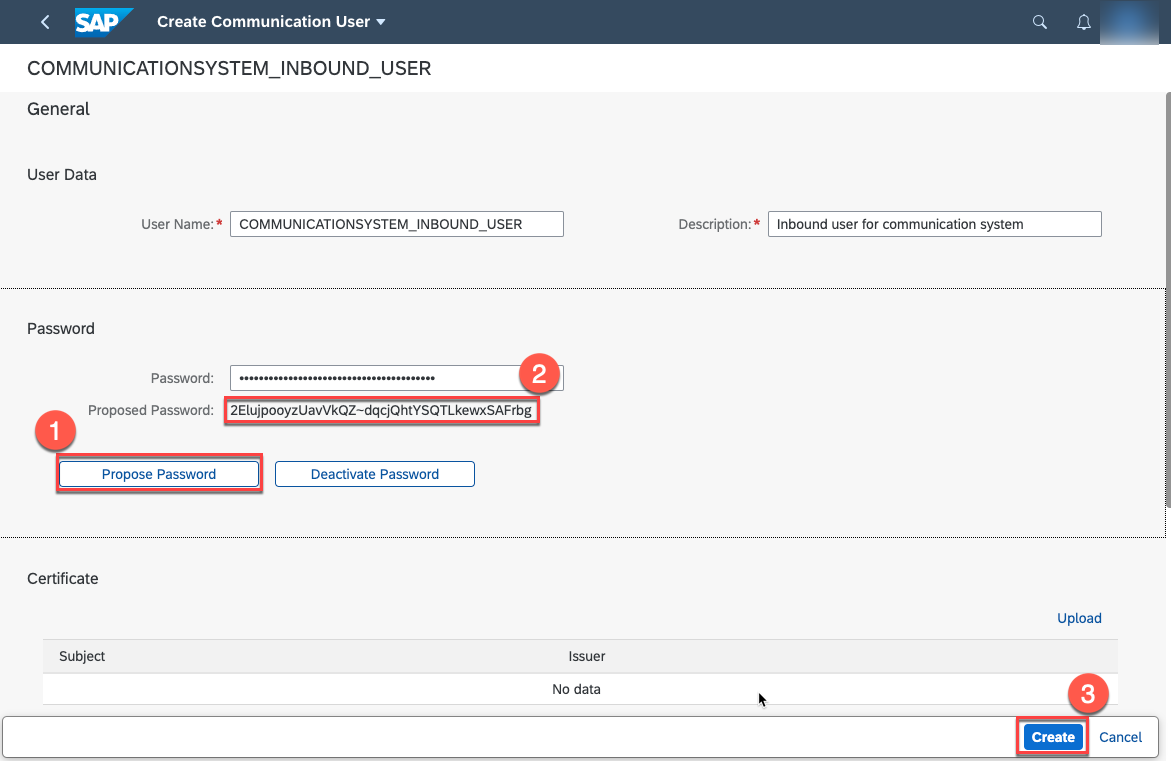 SAP Create Communication User
COMMUNICATIONSYSTEM_INBOUND_USER
General
User Data
User Name:* COMMUNICATIONSYSTEM_INBOUND_USER Description:* Inbound user for communication system
Password
Password: •••••••••••••••••••••••••••••••••••••••• 2
Proposed Password: 2ElujpooyzUavVkQZ~dqcjQhtYSQTLkewxSAFrbg
1
Propose Password Deactivate Password
Certificate
Upload
Subject Issuer
No data
3
Create Cancel